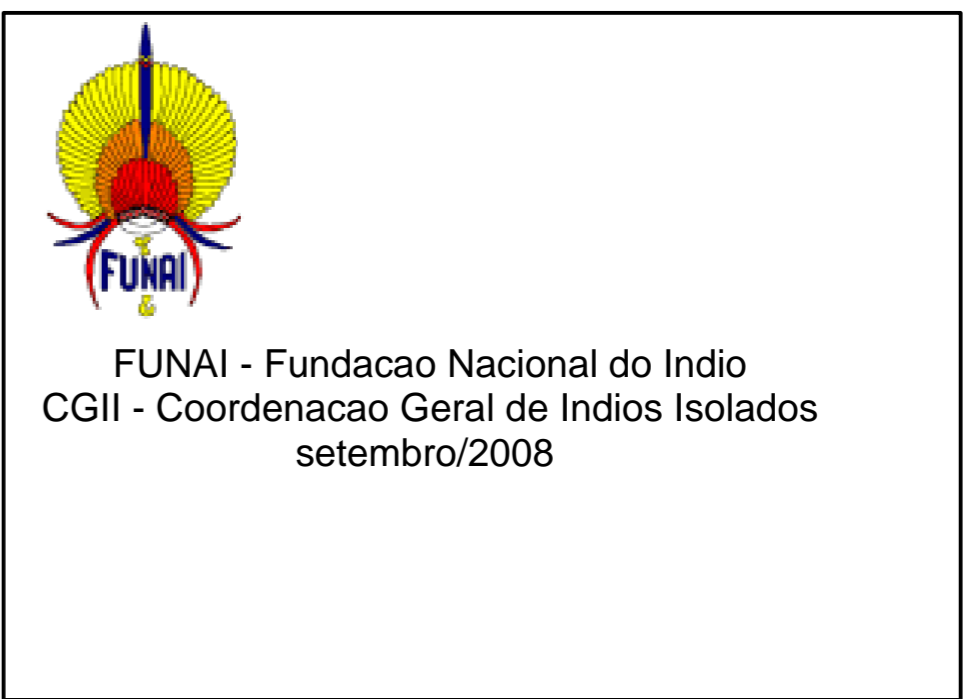 FUNAI
FUNAI - Fundacao Nacional do Indio
CGII - Coordenacao Geral de Indios Isolados
setembro/2008